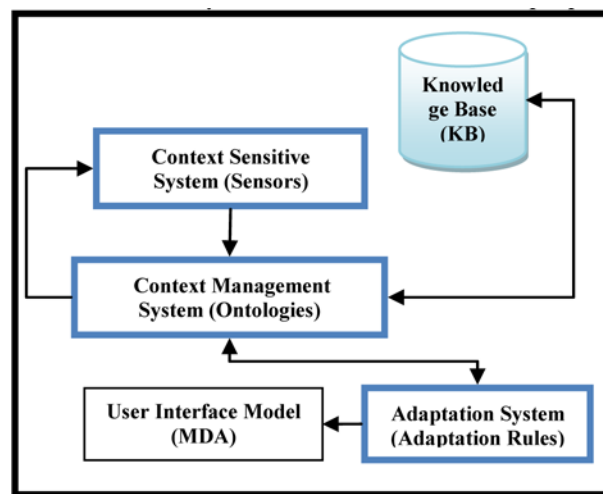 Knowled
ge Base
(KB)
Context Sensitive
System (Sensors)
Context Management
System (Ontologies)
User Interface Model
(MDA)
Adaptation System
(Adaptation Rules)